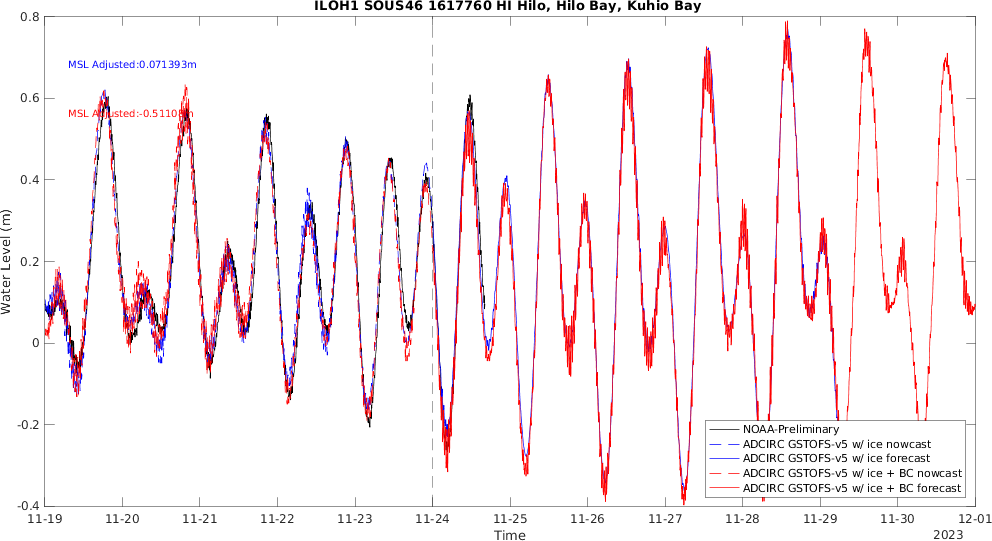 ILOH1 SOUS46 1617760 HI Hilo, Hilo Bay, Kuhio Bay
MSL Adjusted:0.071393m
MSL Adjusted:-0.5110
Water Level (m)
0.8
0.6
0.4
0.2
0
-0.2
-0.4
NOAA-Preliminary
ADCIRC GSTOFS-v5 w/ ice nowcast
ADCIRC GSTOFS-v5 w/ ice forecast
ADCIRC GSTOFS-v5 w/ ice + BC nowcast
ADCIRC GSTOFS-v5 w/ ice + BC forecast
11-19 11-20 11-21 11-22 11-23 11-24 11-25 11-26 11-27 11-28 11-29 11-30 12-01
Time
2023